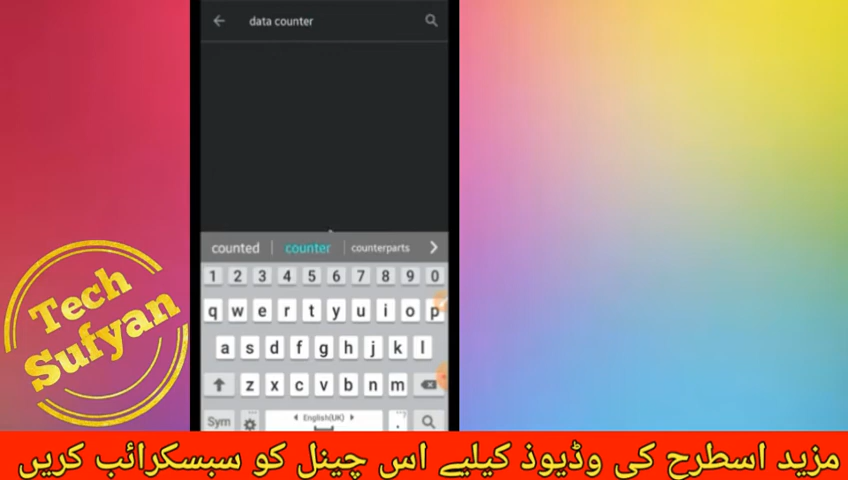 data counter
counted counter counterparts
1 2 3 4 5 6 7 8 9 0
q w e r t y u i o p
a s d f g h j k l
z x c v b n m
Sym English(UK) .
Tech
Sufyan
مزید اسطرح کی وڈیوذ کیلیے اس چینل کو سبسکرائب کریں